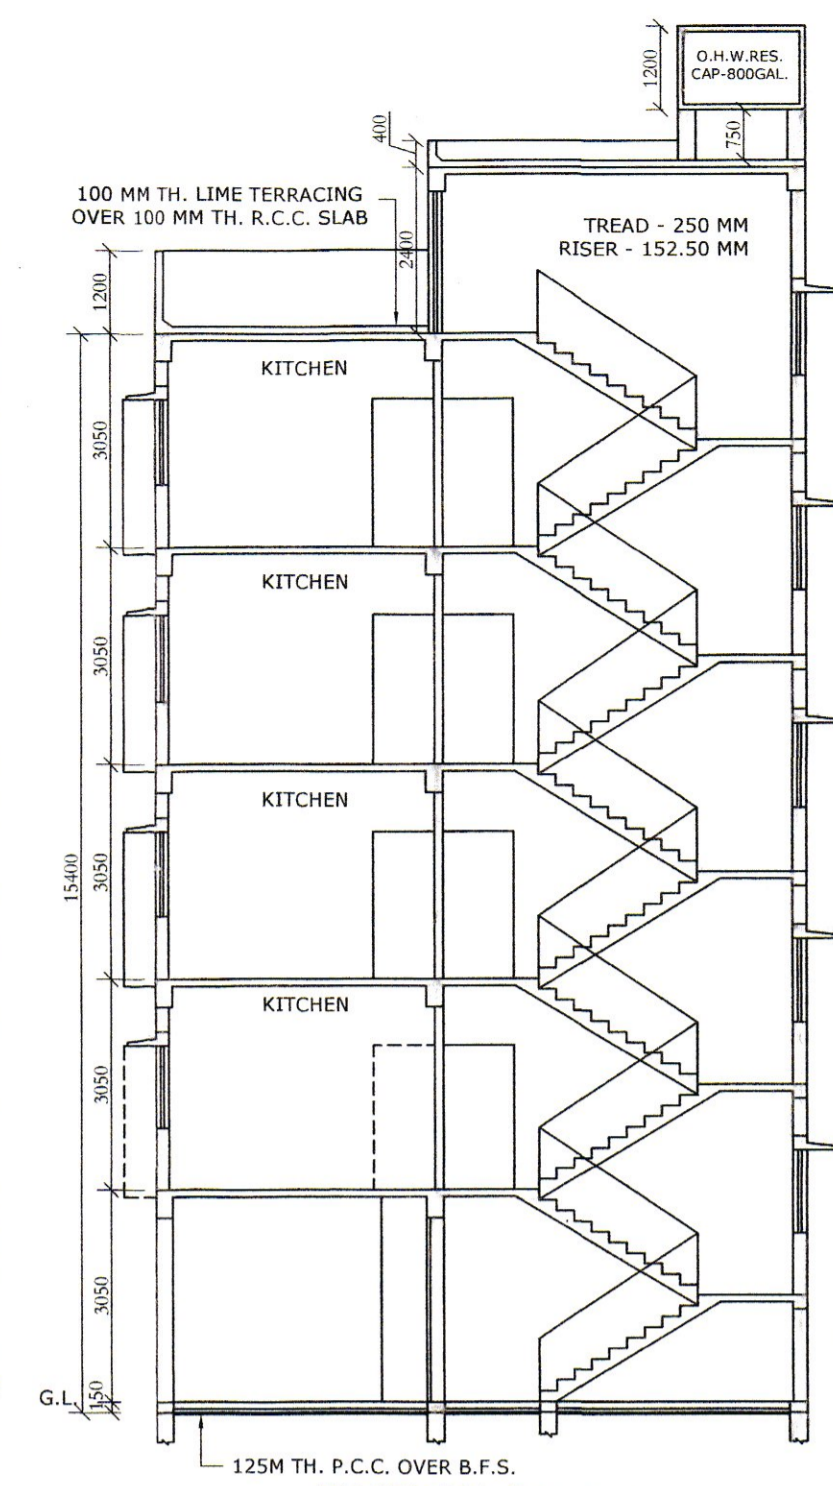 1200
O.H.W.RES.
CAP-800GAL.
400
750
100 MM TH. LIME TERRACING
OVER 100 MM TH. R.C.C. SLAB
2400
TREAD - 250 MM
RISER - 152.50 MM
1200
KITCHEN
3050
KITCHEN
3050
KITCHEN
15400
3050
KITCHEN
3050
3050
G.L.
150
125M TH. P.C.C. OVER B.F.S.